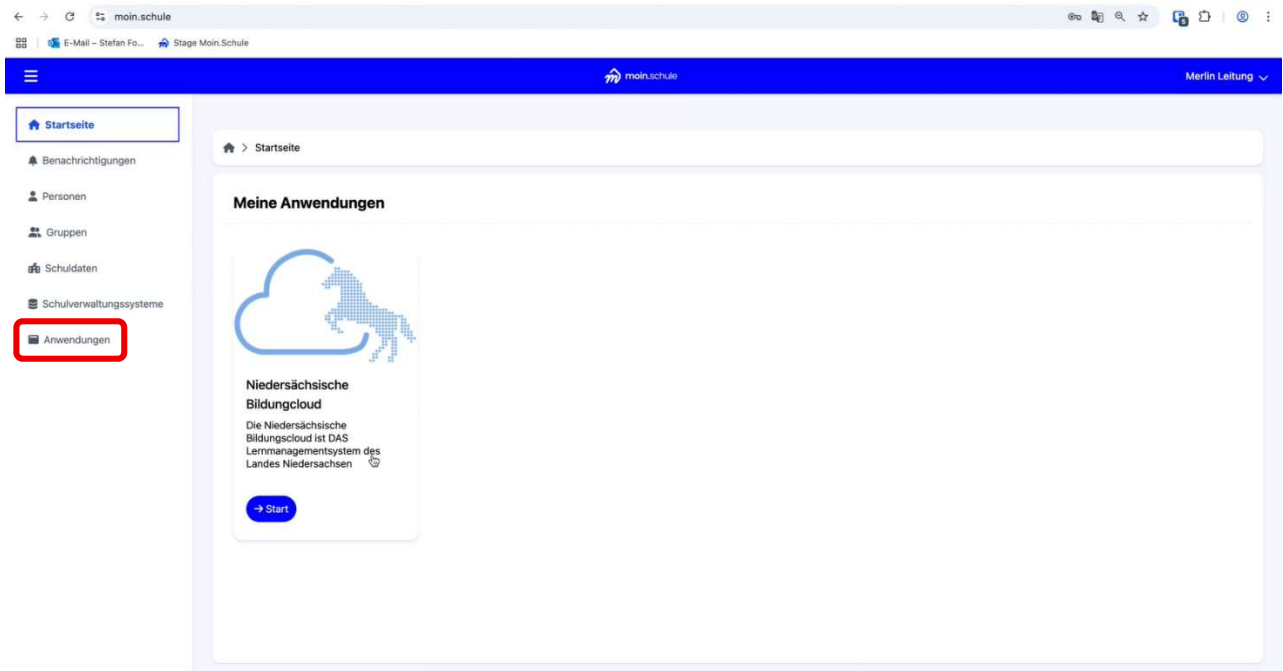 moin.schule
E-Mail – Stefan Fo...
Stage Moin.Schule
moin.schule
Merlin Leitung
Startseite
Benachrichtigungen
Personen
Gruppen
Schuldaten
Schulverwaltungssysteme
Anwendungen
> Startseite
Meine Anwendungen
Niedersächsische
Bildungcloud
Die Niedersächsische
Bildungscloud ist DAS
Lernmanagementsystem des
Landes Niedersachsen
→ Start